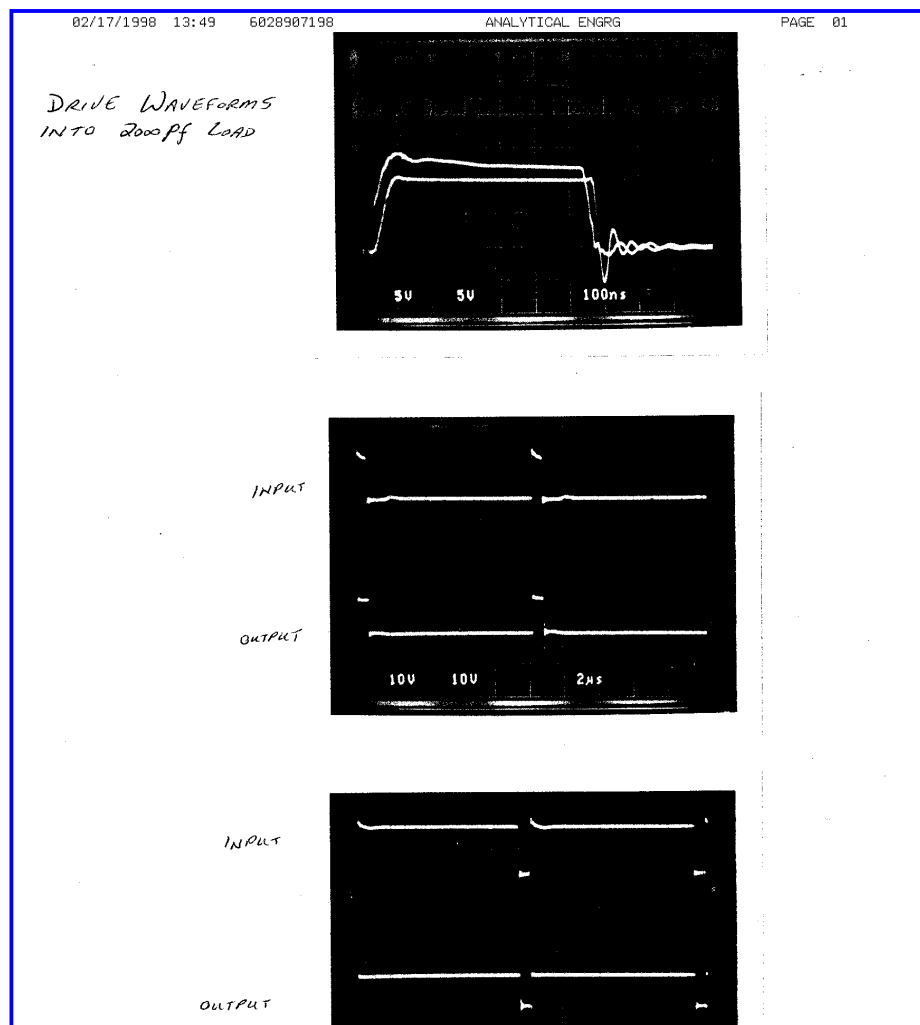 02/17/1998 13:49 6028907198 ANALYTICAL ENGRG PAGE 01
DRIVE WAVEFORMS
INTO 2000Pf LOAD
5V 5V 100ns
INPUT
OUTPUT
10V 10V 2µs
INPUT
OUTPUT